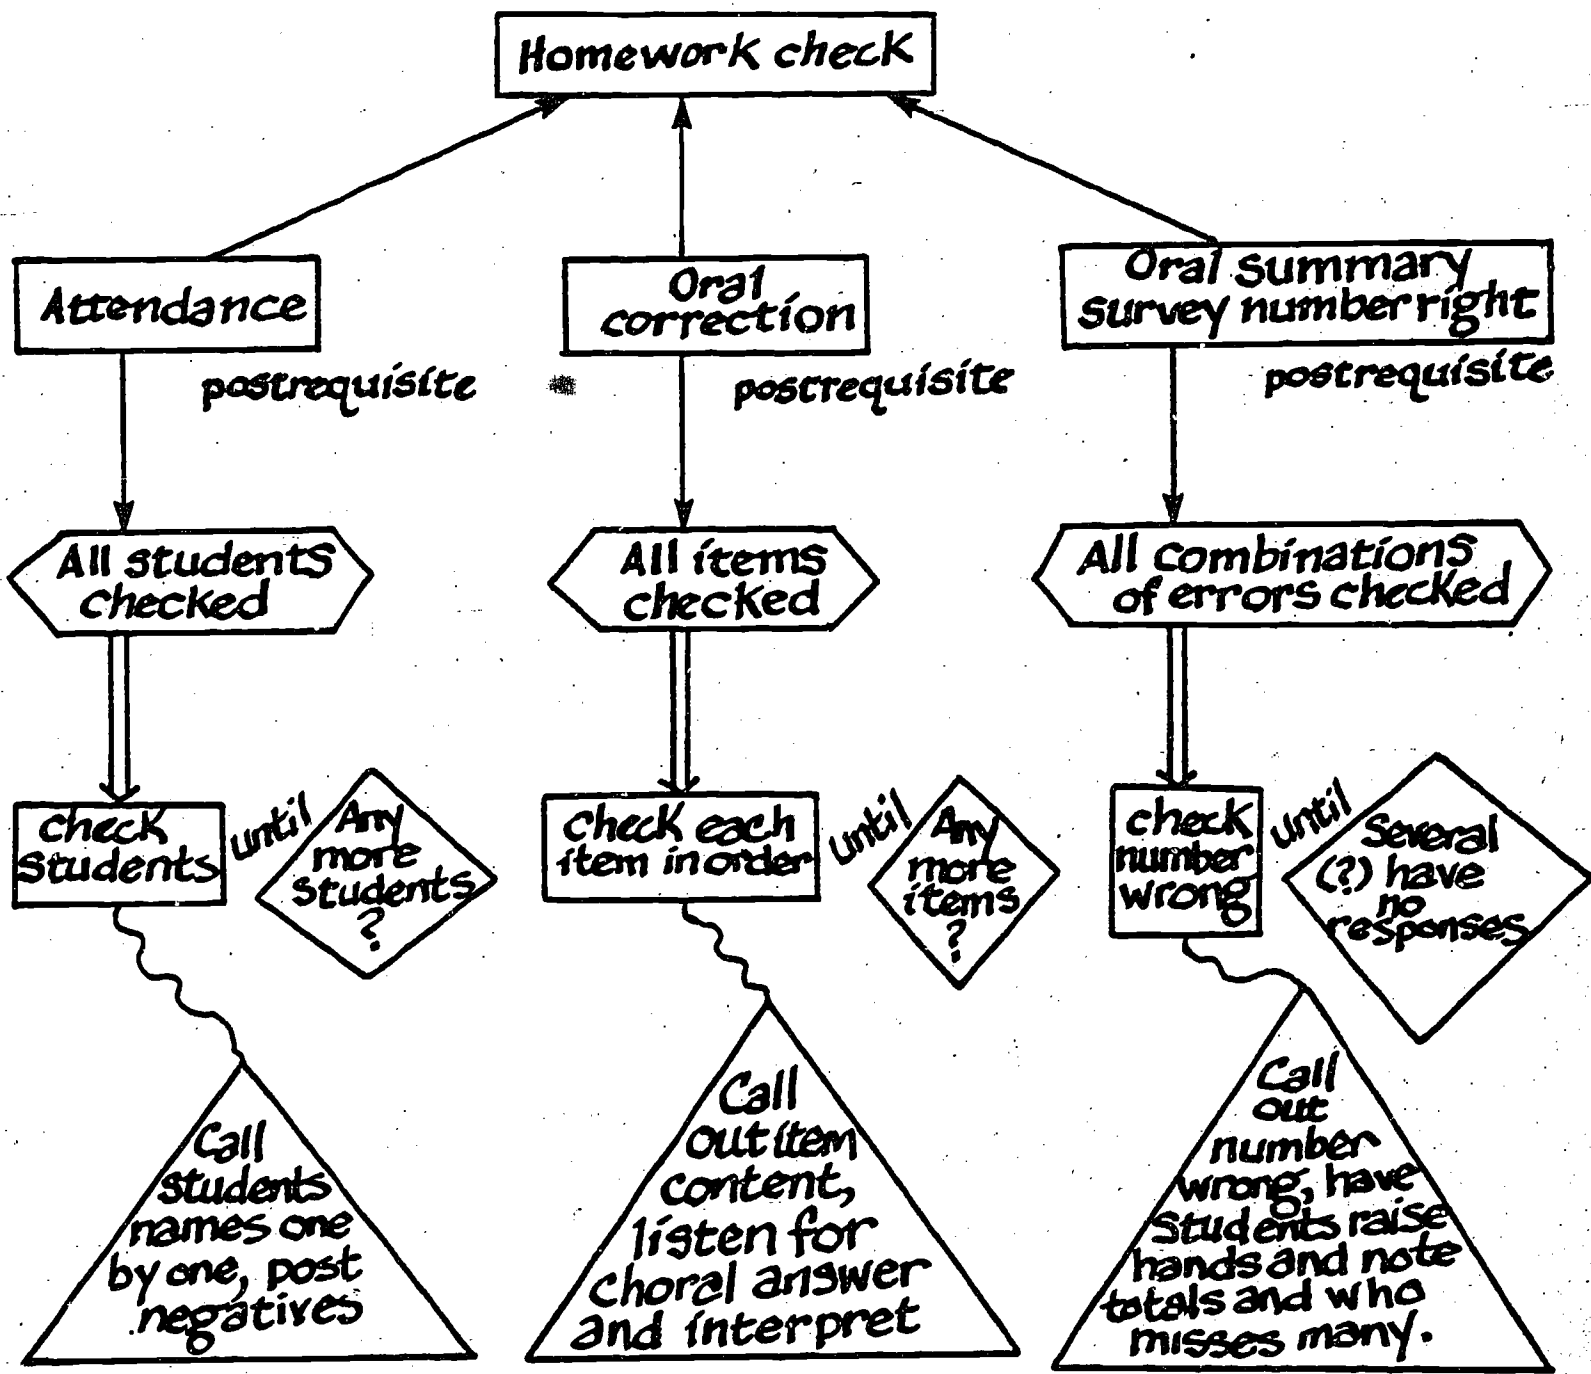 Homework check
Attendance
Oral
correction
Oral summary
survey number right
postrequisite
postrequisite
postrequisite
All students
checked
All items
checked
All combinations
of errors checked
check
students
until
Any
more
students
?
check each
item in order
until
Any
more
items
?
check
number
wrong
until
Several
(?) have
no
responses
Call
students
names one
by one, post
negatives
Call
out item
content,
listen for
choral answer
and interpret
Call
out
number
wrong, have
students raise
hands and note
totals and who
misses many.